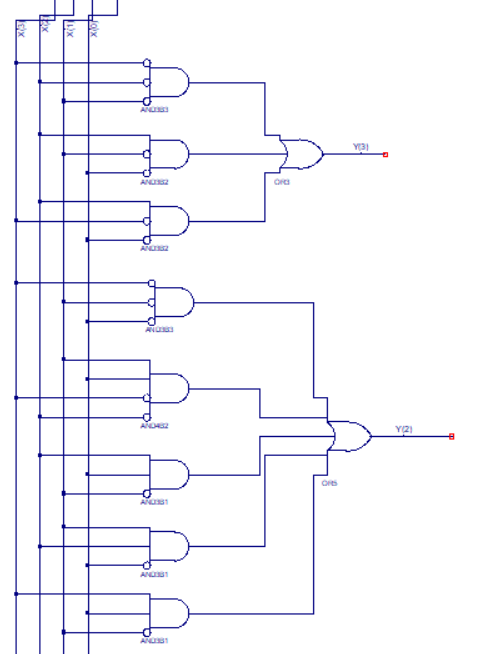 X(3)
X(2)
X(1)
X(0)
AND3B3
Y(3)
AND3B2
OR3
AND3B2
AND3B3
AND4B2
Y(2)
OR5
AND3B1
AND3B1
AND3B1